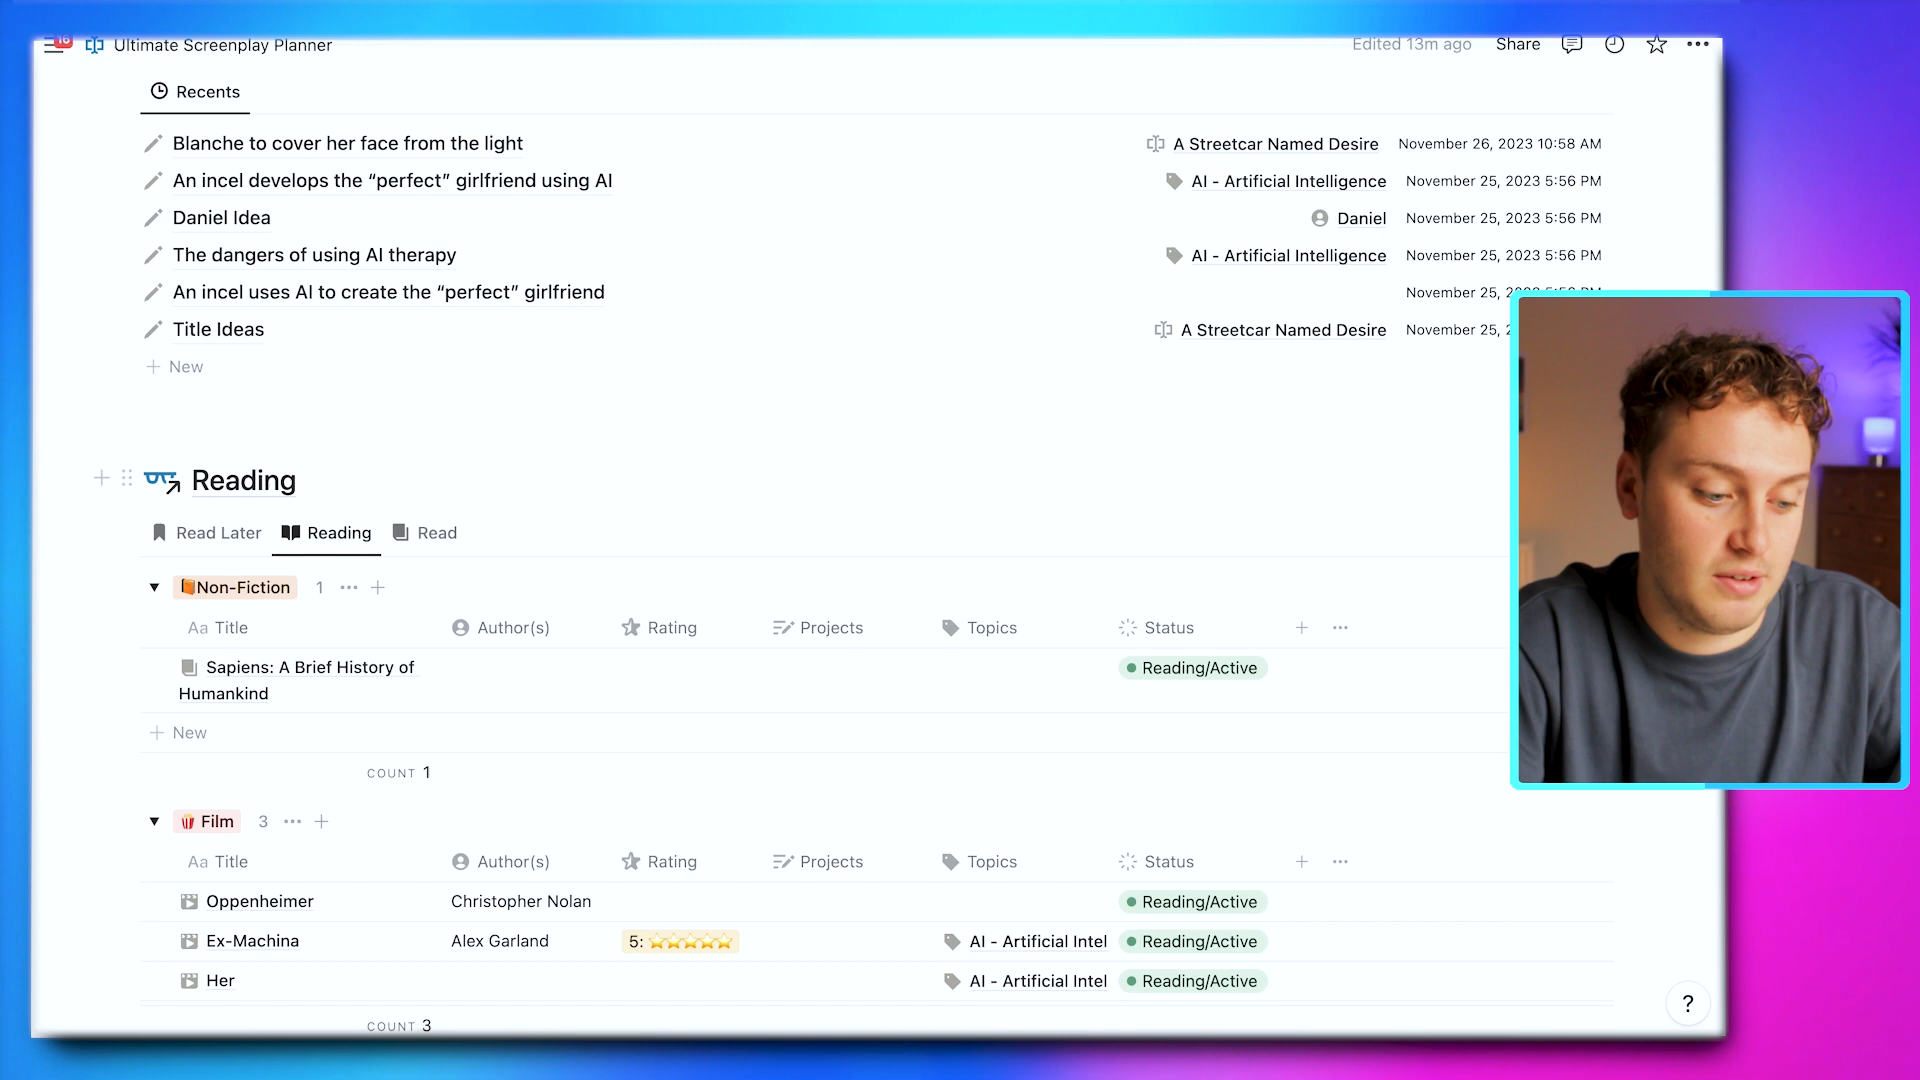 16 Ultimate Screenplay Planner Edited 13m ago Share
Recents
Blanche to cover her face from the light A Streetcar Named Desire November 26, 2023 10:58 AM
An incel develops the “perfect” girlfriend using AI AI - Artificial Intelligence November 25, 2023 5:56 PM
Daniel Idea Daniel November 25, 2023 5:56 PM
The dangers of using AI therapy AI - Artificial Intelligence November 25, 2023 5:56 PM
An incel uses AI to create the “perfect” girlfriend November 25,
Title Ideas A Streetcar Named Desire November 25,
New
Reading
Read Later Reading Read
Non-Fiction 1
Aa Title Author(s) Rating Projects Topics Status
Sapiens: A Brief History of Reading/Active
Humankind
New
COUNT 1
Film 3
Aa Title Author(s) Rating Projects Topics Status
Oppenheimer Christopher Nolan Reading/Active
Ex-Machina Alex Garland 5: ⭐⭐⭐⭐⭐ AI - Artificial Intel Reading/Active
Her AI - Artificial Intel Reading/Active
COUNT 3
?